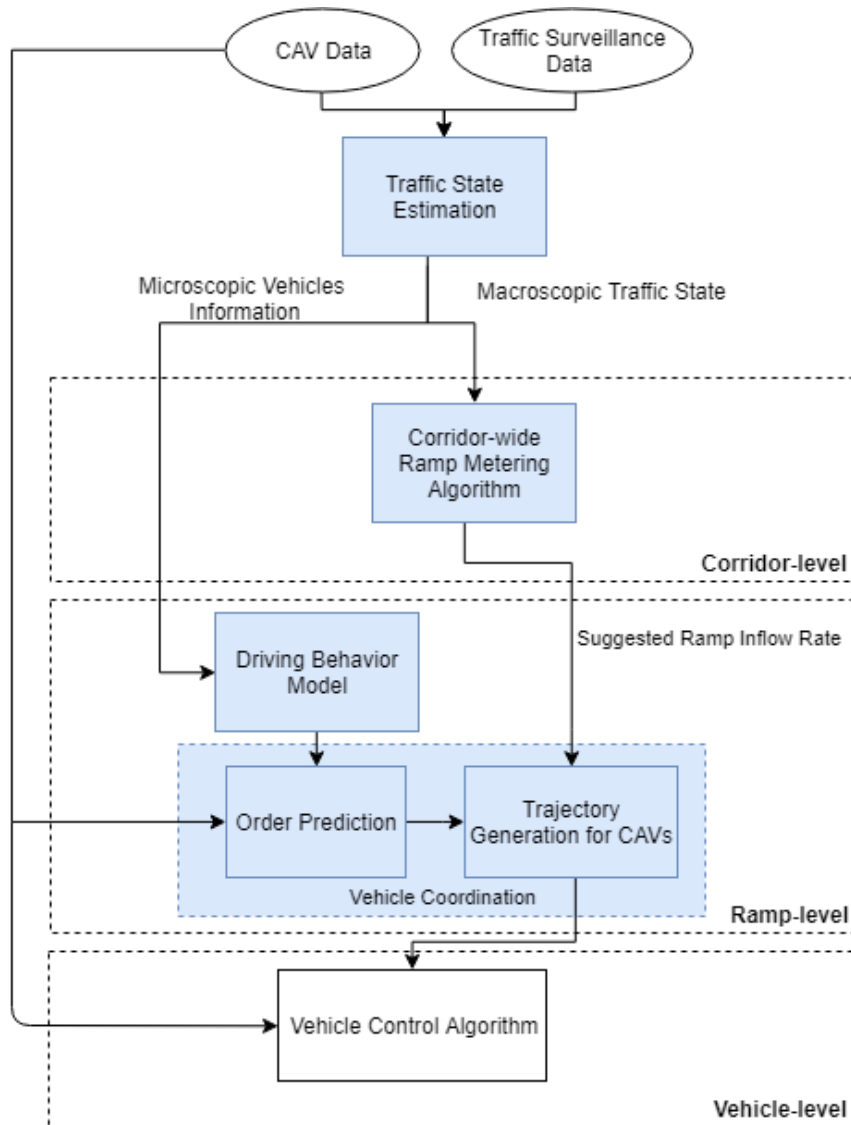 CAV Data
Traffic Surveillance
Data
Traffic State
Estimation
Microscopic Vehicles
Information
Macroscopic Traffic State
Corridor-wide
Ramp Metering
Algorithm
Corridor-level
Suggested Ramp Inflow Rate
Driving Behavior
Model
Order Prediction
Trajectory
Generation for CAVs
Vehicle Coordination
Ramp-level
Vehicle Control Algorithm
Vehicle-level